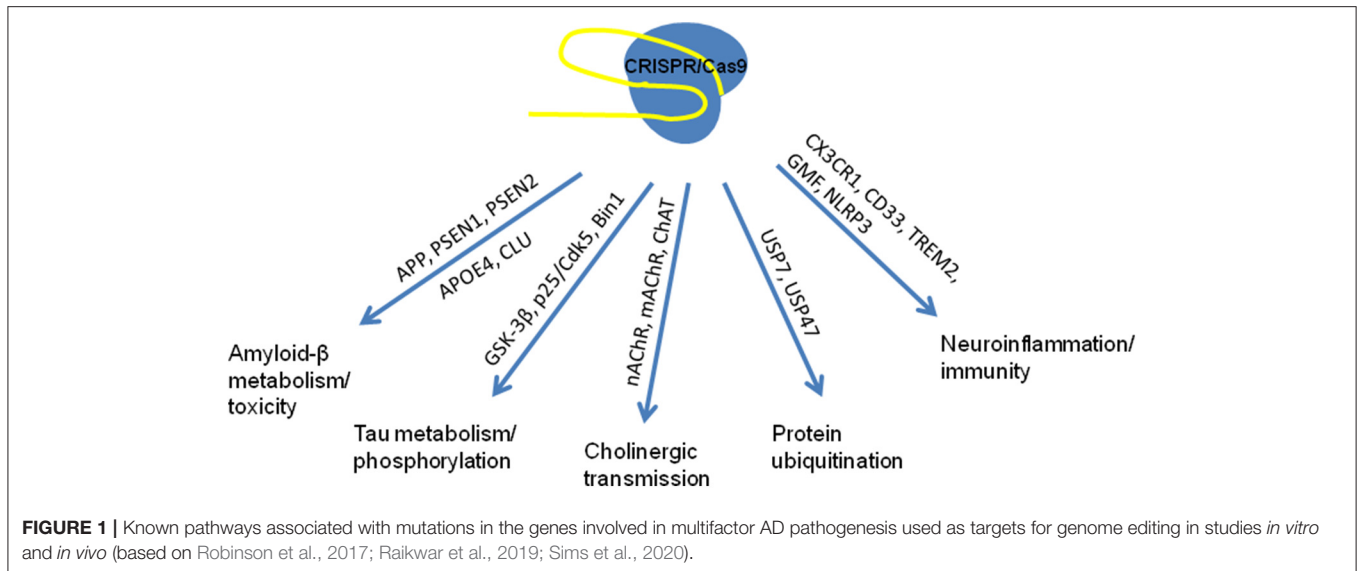 CRISPR/Cas9
APP, PSEN1, PSEN2
APOE4, CLU
GSK-3β, p25/Cdk5, Bin1
nAChR, mAChR, ChAT
USP7, USP47
CX3CR1, CD33, TREM2,
GMF, NLRP3
Amyloid-β
metabolism/
toxicity
Tau metabolism/
phosphorylation
Cholinergic
transmission
Protein
ubiquitination
Neuroinflammation/
immunity
FIGURE 1 | Known pathways associated with mutations in the genes involved in multifactor AD pathogenesis used as targets for genome editing in studies in vitro
and in vivo (based on Robinson et al., 2017; Raikwar et al., 2019; Sims et al., 2020).